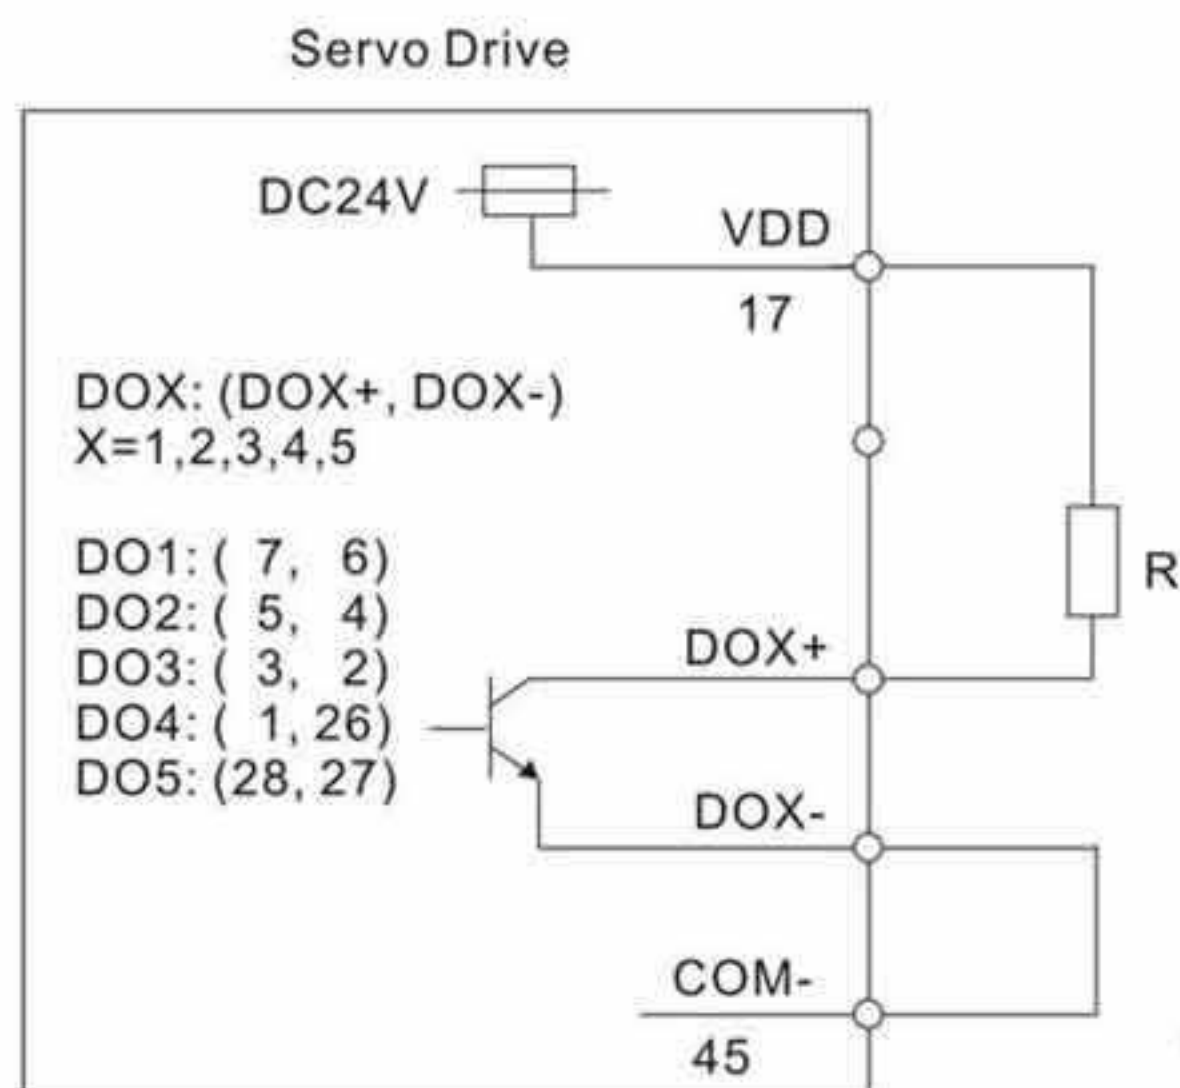 Servo Drive
DC24V
VDD
17
DOX: (DOX+, DOX-)
X=1,2,3,4,5
DO1: ( 7, 6)
DO2: ( 5, 4)
DO3: ( 3, 2)
DO4: ( 1, 26)
DO5: (28, 27)
R
DOX+
DOX-
COM-
45